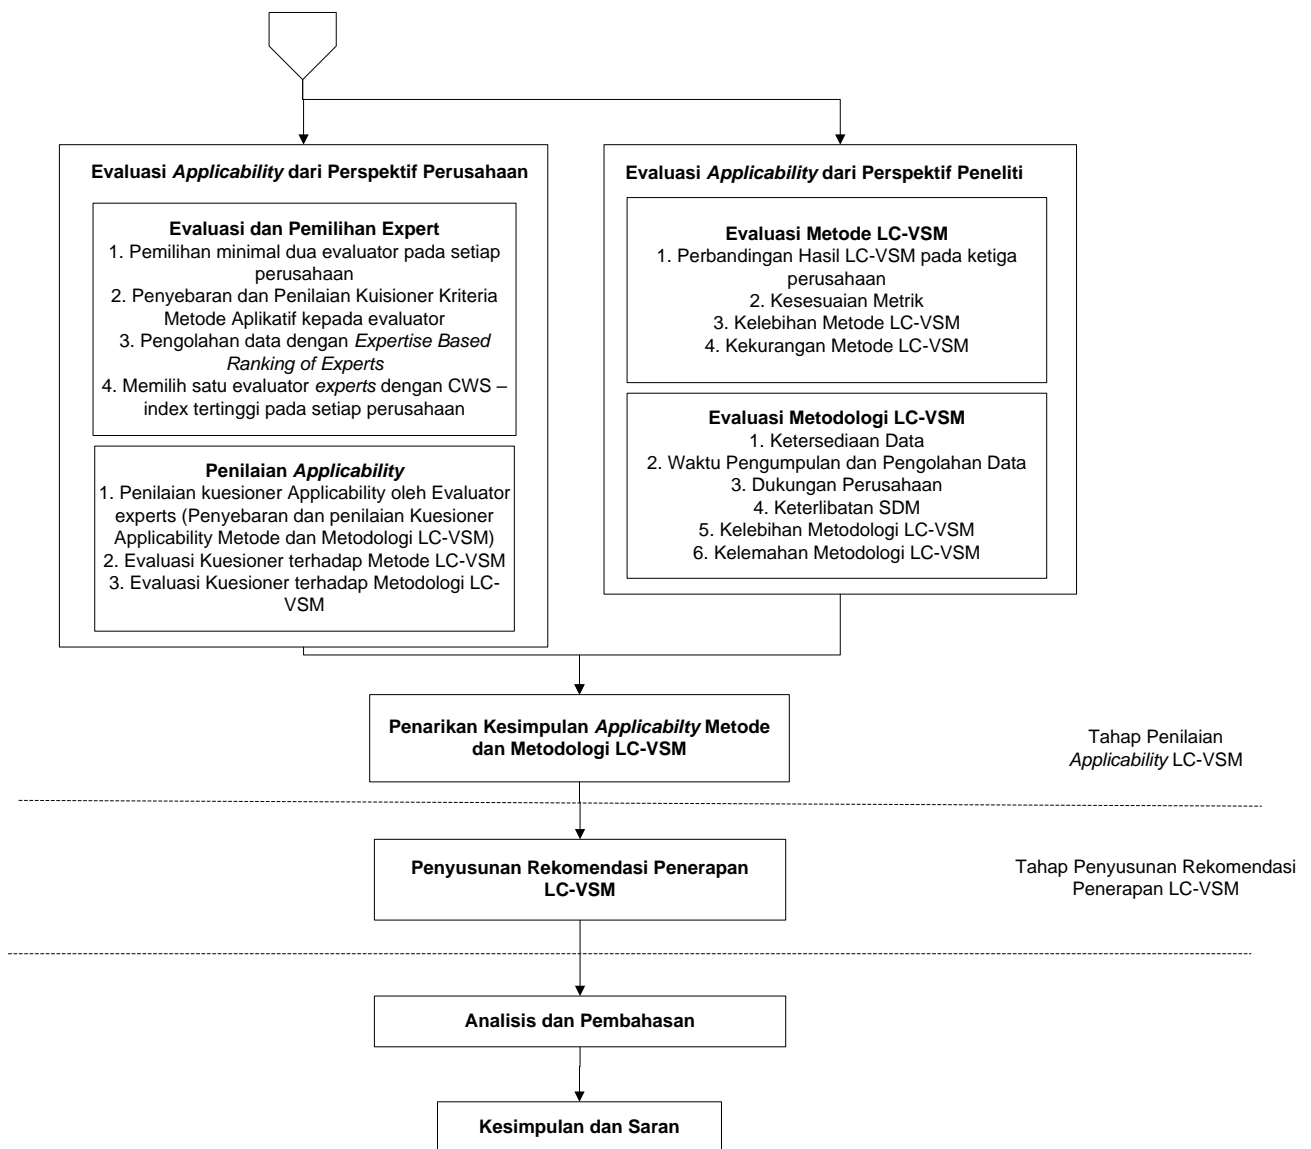 Evaluasi Applicability dari Perspektif Perusahaan
Evaluasi dan Pemilihan Expert
1. Pemilihan minimal dua evaluator pada setiap
perusahaan
2. Penyebaran dan Penilaian Kuisioner Kriteria
Metode Aplikatif kepada evaluator
3. Pengolahan data dengan Expertise Based
Ranking of Experts
4. Memilih satu evaluator experts dengan CWS –
index tertinggi pada setiap perusahaan
Penilaian Applicability
1. Penilaian kuesioner Applicability oleh Evaluator
experts (Penyebaran dan penilaian Kuesioner
Applicability Metode dan Metodologi LC-VSM)
2. Evaluasi Kuesioner terhadap Metode LC-VSM
3. Evaluasi Kuesioner terhadap Metodologi LC-
VSM
Evaluasi Applicability dari Perspektif Peneliti
Evaluasi Metode LC-VSM
1. Perbandingan Hasil LC-VSM pada ketiga
perusahaan
2. Kesesuaian Metrik
3. Kelebihan Metode LC-VSM
4. Kekurangan Metode LC-VSM
Evaluasi Metodologi LC-VSM
1. Ketersediaan Data
2. Waktu Pengumpulan dan Pengolahan Data
3. Dukungan Perusahaan
4. Keterlibatan SDM
5. Kelebihan Metodologi LC-VSM
6. Kelemahan Metodologi LC-VSM
Penarikan Kesimpulan Applicabilty Metode
dan Metodologi LC-VSM
Tahap Penilaian
Applicability LC-VSM
Penyusunan Rekomendasi Penerapan
LC-VSM
Tahap Penyusunan Rekomendasi
Penerapan LC-VSM
Analisis dan Pembahasan
Kesimpulan dan Saran